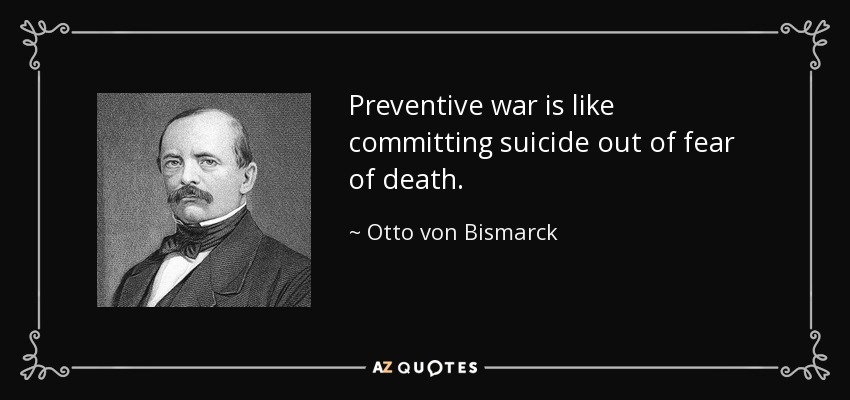 Preventive war is like
committing suicide out of fear
of death.
~ Otto von Bismarck
AZ QUOTES